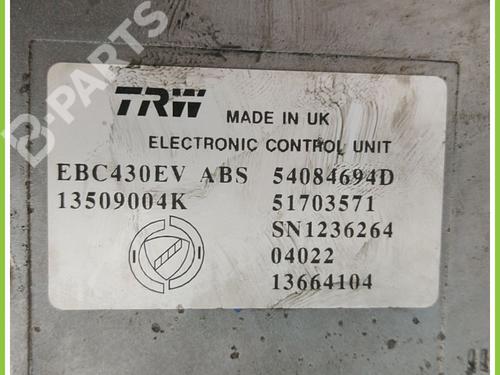 B-PARTS
TRW MADE IN UK
ELECTRONIC CONTROL UNIT
EBC430EV ABS 54084694D
13509004K 51703571
SN1236264
04022
13664104